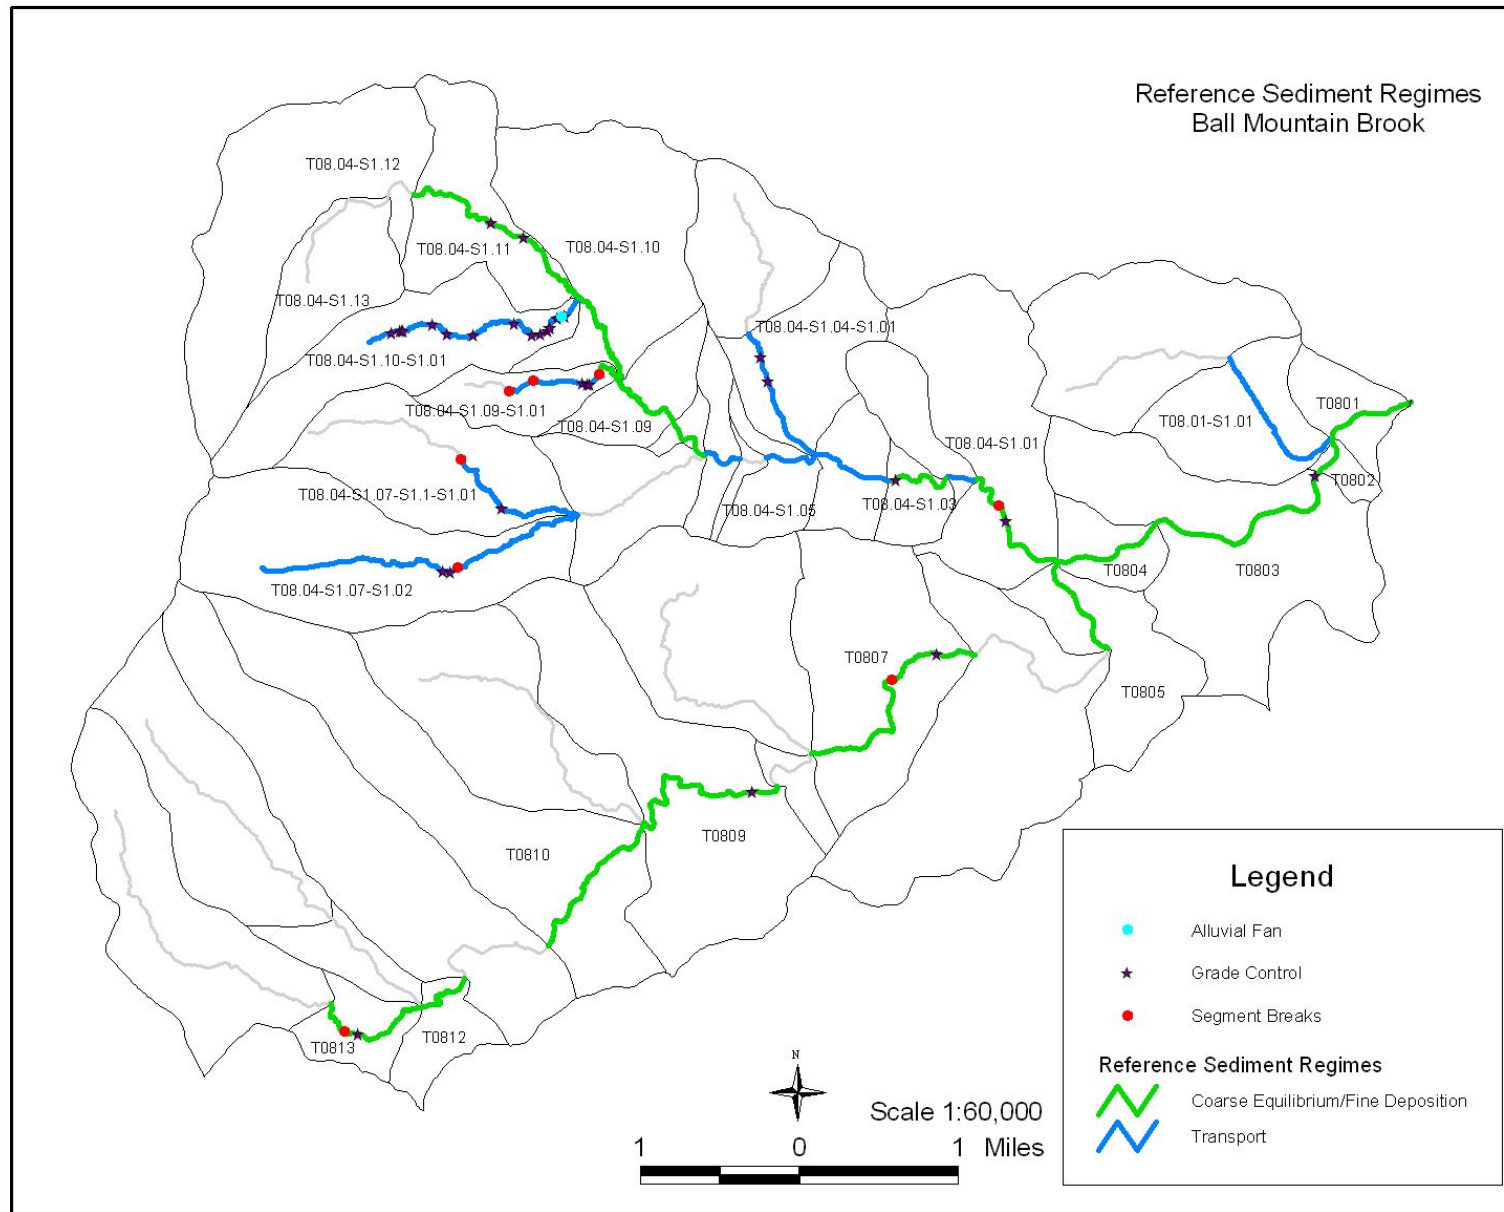 Reference Sediment Regimes
Ball Mountain Brook
T08.04-S1.12
T08.04-S1.11
T08.04-S1.10
T08.04-S1.13
T08.04-S1.04-S1.01
T08.04-S1.10-S1.01
T08.04-S1.09-S1.01
T08.04-S1.09
T08.04-S1.01
T08.01-S1.01
T0801
T0802
T08.04-S1.07-S1.1-S1.01
T08.04-S1.05
T08.04-S1.03
T08.04-S1.07-S1.02
T0804
T0803
T0807
T0805
T0809
T0810
T0812
T0813
N
Scale 1:60,000
1 0 1 Miles
Legend
Alluvial Fan
Grade Control
Segment Breaks
Reference Sediment Regimes
Coarse Equilibrium/Fine Deposition
Transport